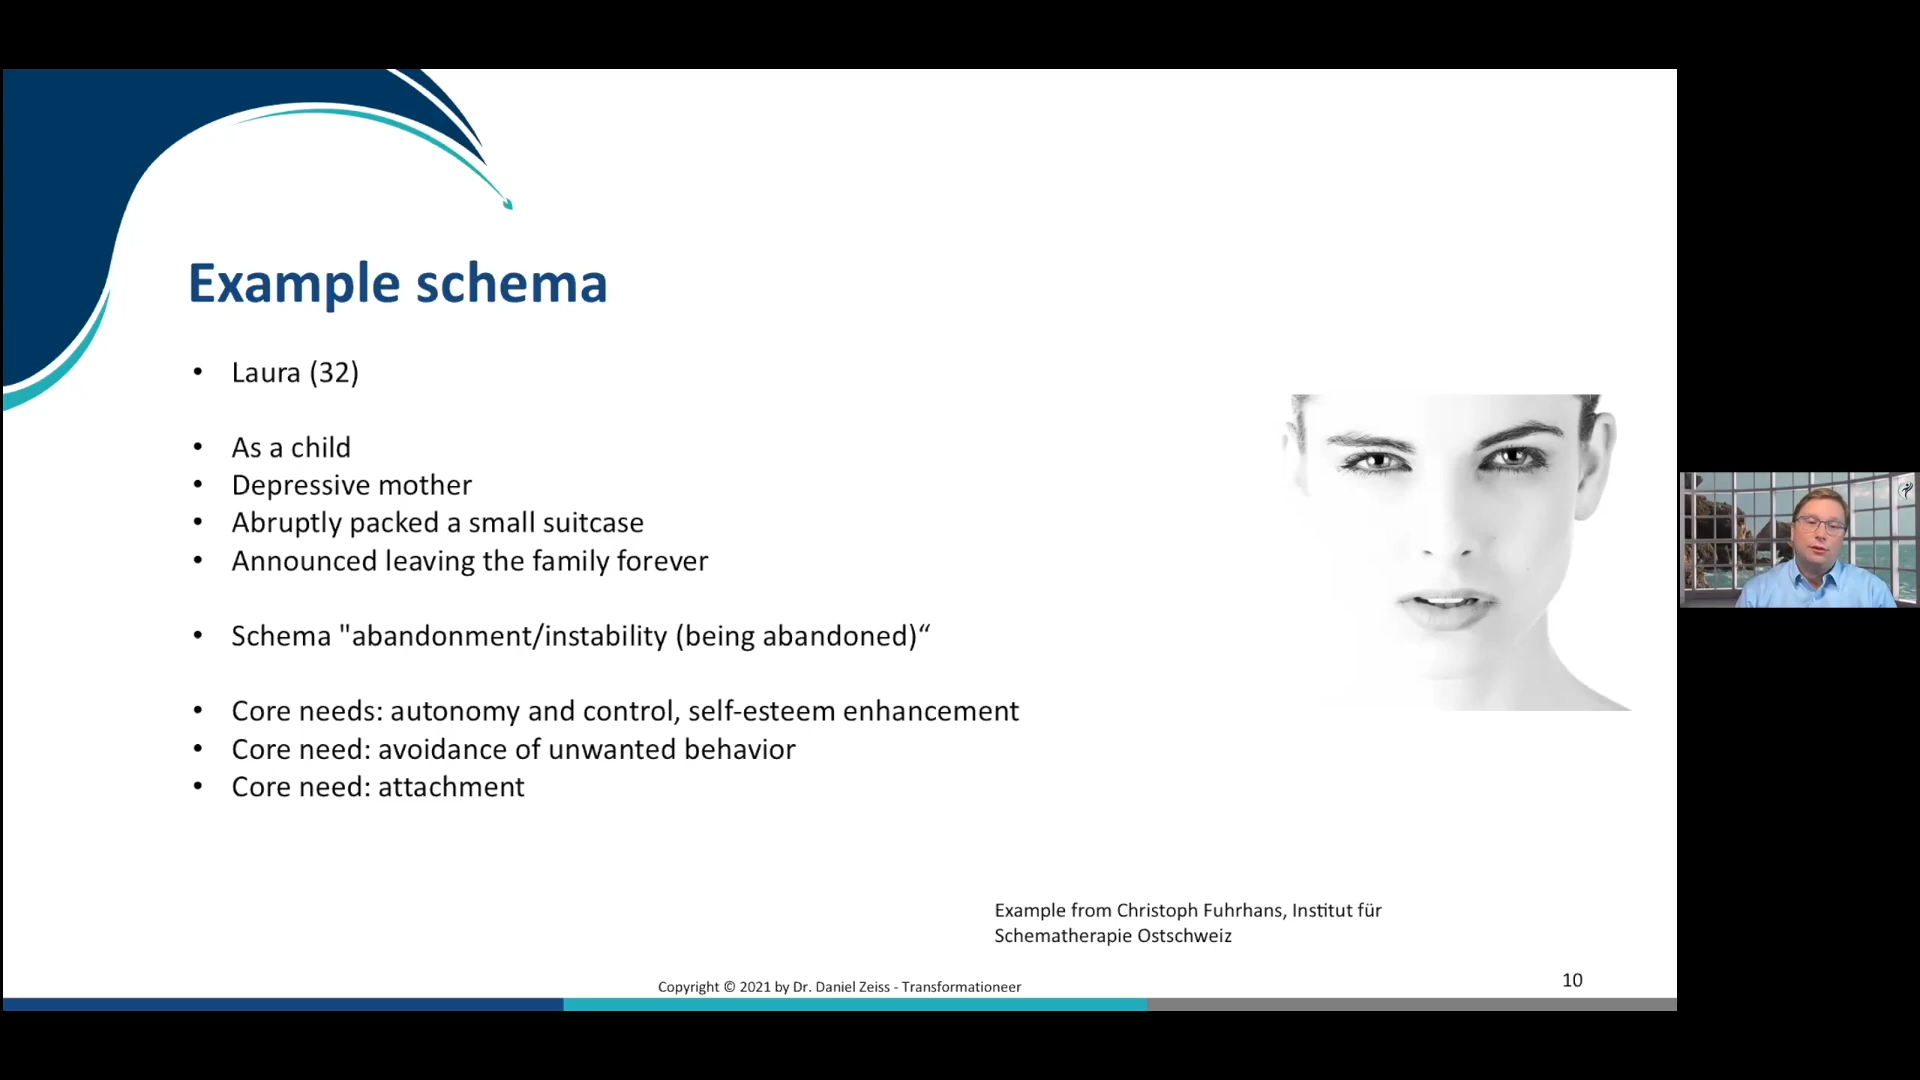 Example schema
• Laura (32)
• As a child
• Depressive mother
• Abruptly packed a small suitcase
• Announced leaving the family forever
• Schema "abandonment/instability (being abandoned)“
• Core needs: autonomy and control, self-esteem enhancement
• Core need: avoidance of unwanted behavior
• Core need: attachment
Example from Christoph Fuhrhans, Institut für
Schematherapie Ostschweiz
Copyright © 2021 by Dr. Daniel Zeiss - Transformationeer
10